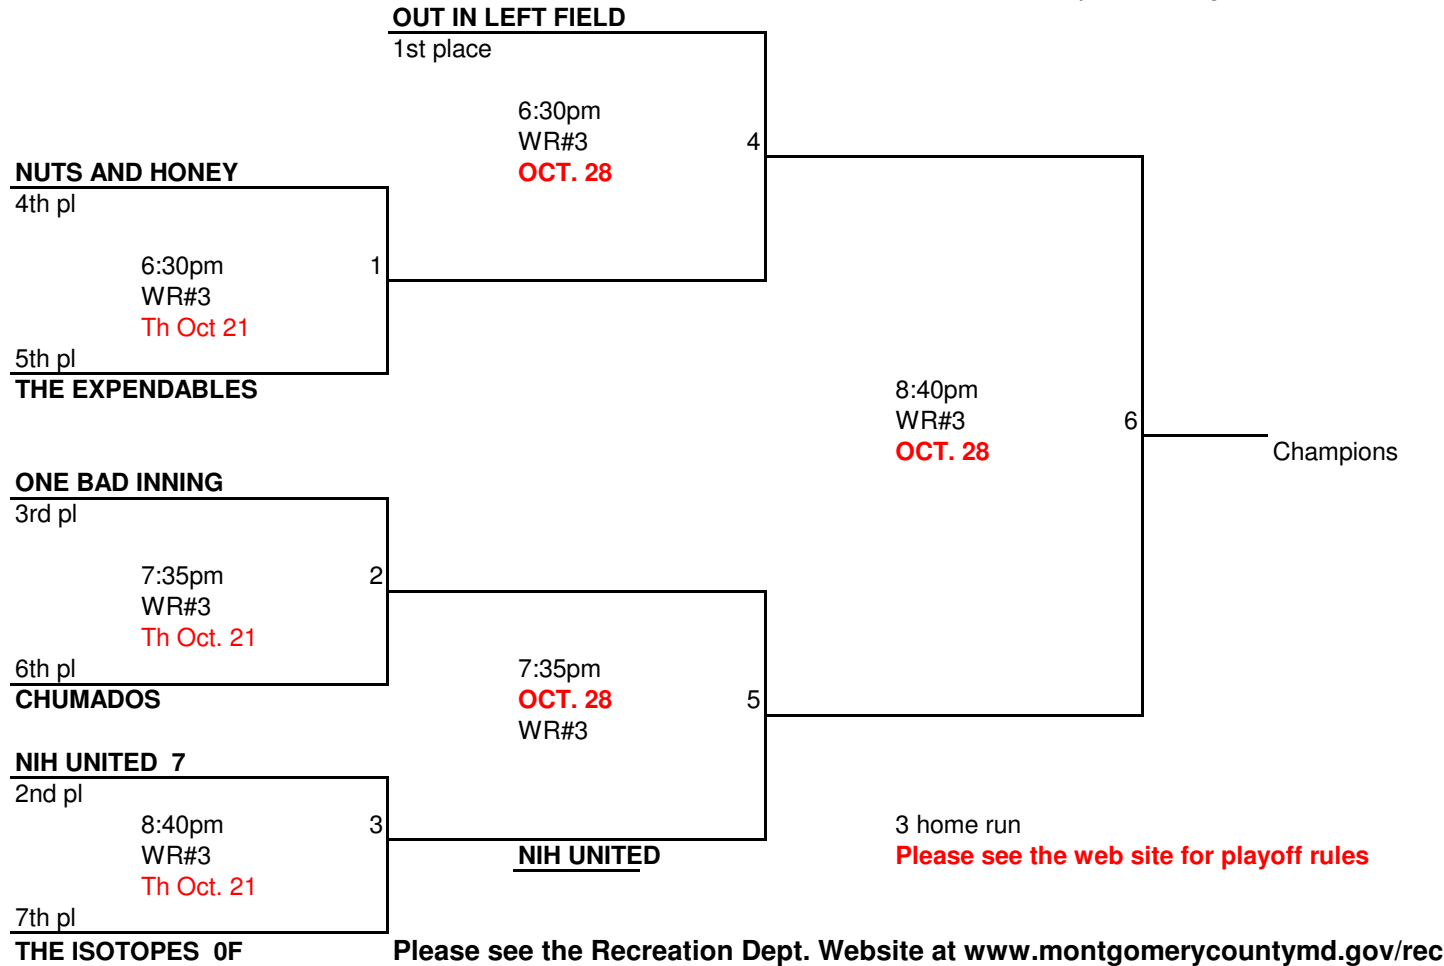 OUT IN LEFT FIELD
1st place
6:30pm
WR#3
4
OCT. 28
NUTS AND HONEY
4th pl
6:30pm
1
WR#3
Th Oct 21
5th pl
THE EXPENDABLES
8:40pm
WR#3
6
OCT. 28
Champions
ONE BAD INNING
3rd pl
7:35pm
2
WR#3
Th Oct. 21
6th pl
CHUMADOS
7:35pm
OCT. 28
5
WR#3
NIH UNITED 7
2nd pl
8:40pm
3
WR#3
Th Oct. 21
NIH UNITED
3 home run
Please see the web site for playoff rules
7th pl
THE ISOTOPES 0F
Please see the Recreation Dept. Website at www.montgomerycountymd.gov/rec